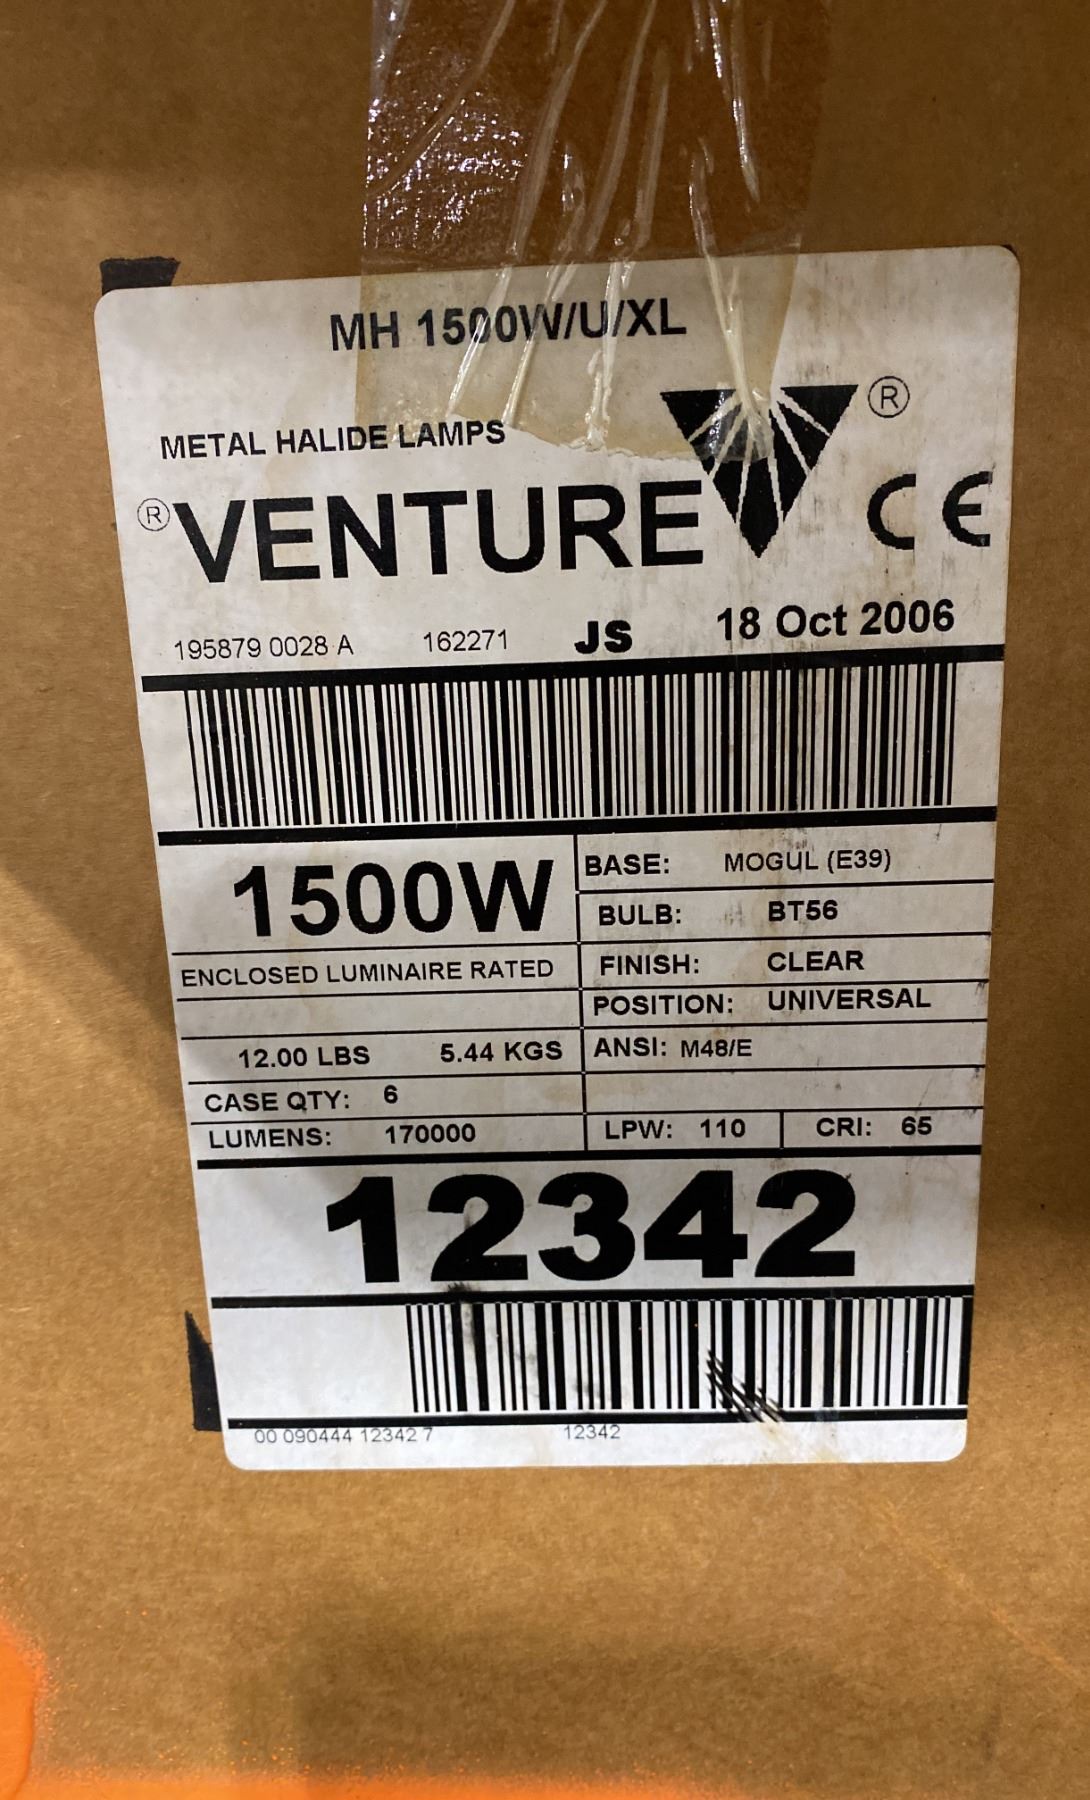 MH 1500W/U/XL
®
METAL HALIDE LAMPS
® VENTURE CE
195879 0028 A 162271 JS 18 Oct 2006
1500W
ENCLOSED LUMINAIRE RATED
12.00 LBS 5.44 KGS
CASE QTY: 6
LUMENS: 170000
BASE: MOGUL (E39)
BULB: BT56
FINISH: CLEAR
POSITION: UNIVERSAL
ANSI: M48/E
LPW: 110 CRI: 65
12342
00 090444 12342 7 12342